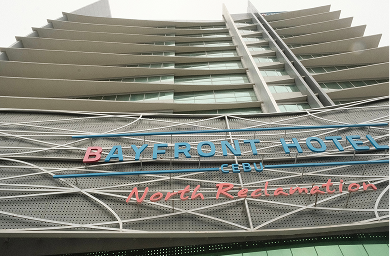 BAYFRONT HOTEL
CEBU
North Reclamation